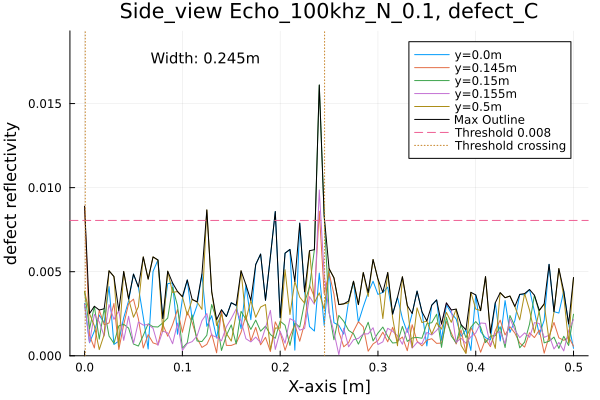 Side_view Echo_100khz_N_0.1, defect_C
Width: 0.245m
y=0.0m
y=0.145m
y=0.15m
y=0.155m
y=0.5m
Max Outline
Threshold 0.008
Threshold crossing
defect reflectivity
0.015
0.010
0.005
0.000
0.0 0.1 0.2 0.3 0.4 0.5
X-axis [m]